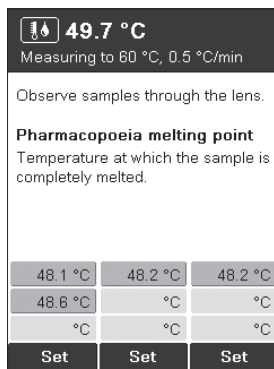 49.7 °C
Measuring to 60 °C, 0.5 °C/min
Observe samples through the lens.
Pharmacopoeia melting point
Temperature at which the sample is
completely melted.
48.1 °C 48.2 °C 48.2 °C
48.6 °C °C °C
°C °C °C
Set Set Set